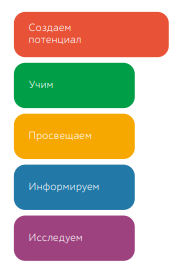 Создаем
потенциал
Учим
Просвещаем
Информируем
Исследуем